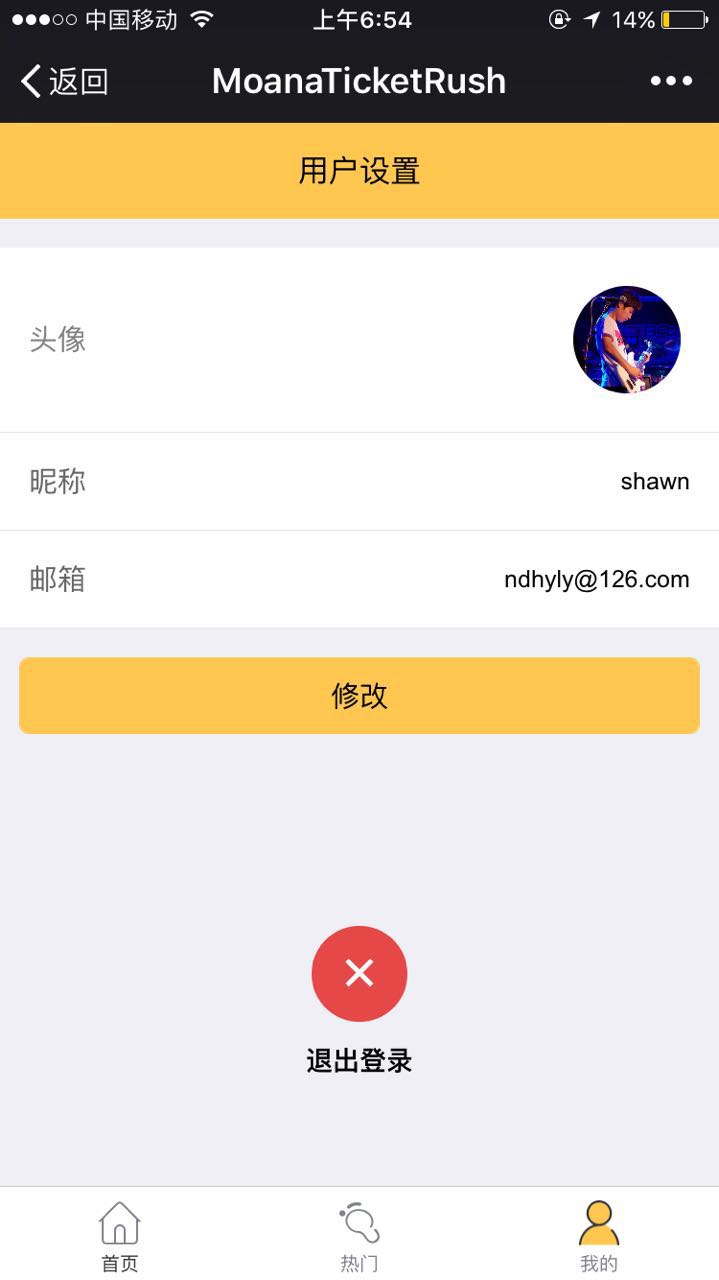 中国移动 上午6:54 14%
返回 MoanaTicketRush
用户设置
头像
昵称 shawn
邮箱 ndhyly@126.com
修改
退出登录
首页 热门 我的